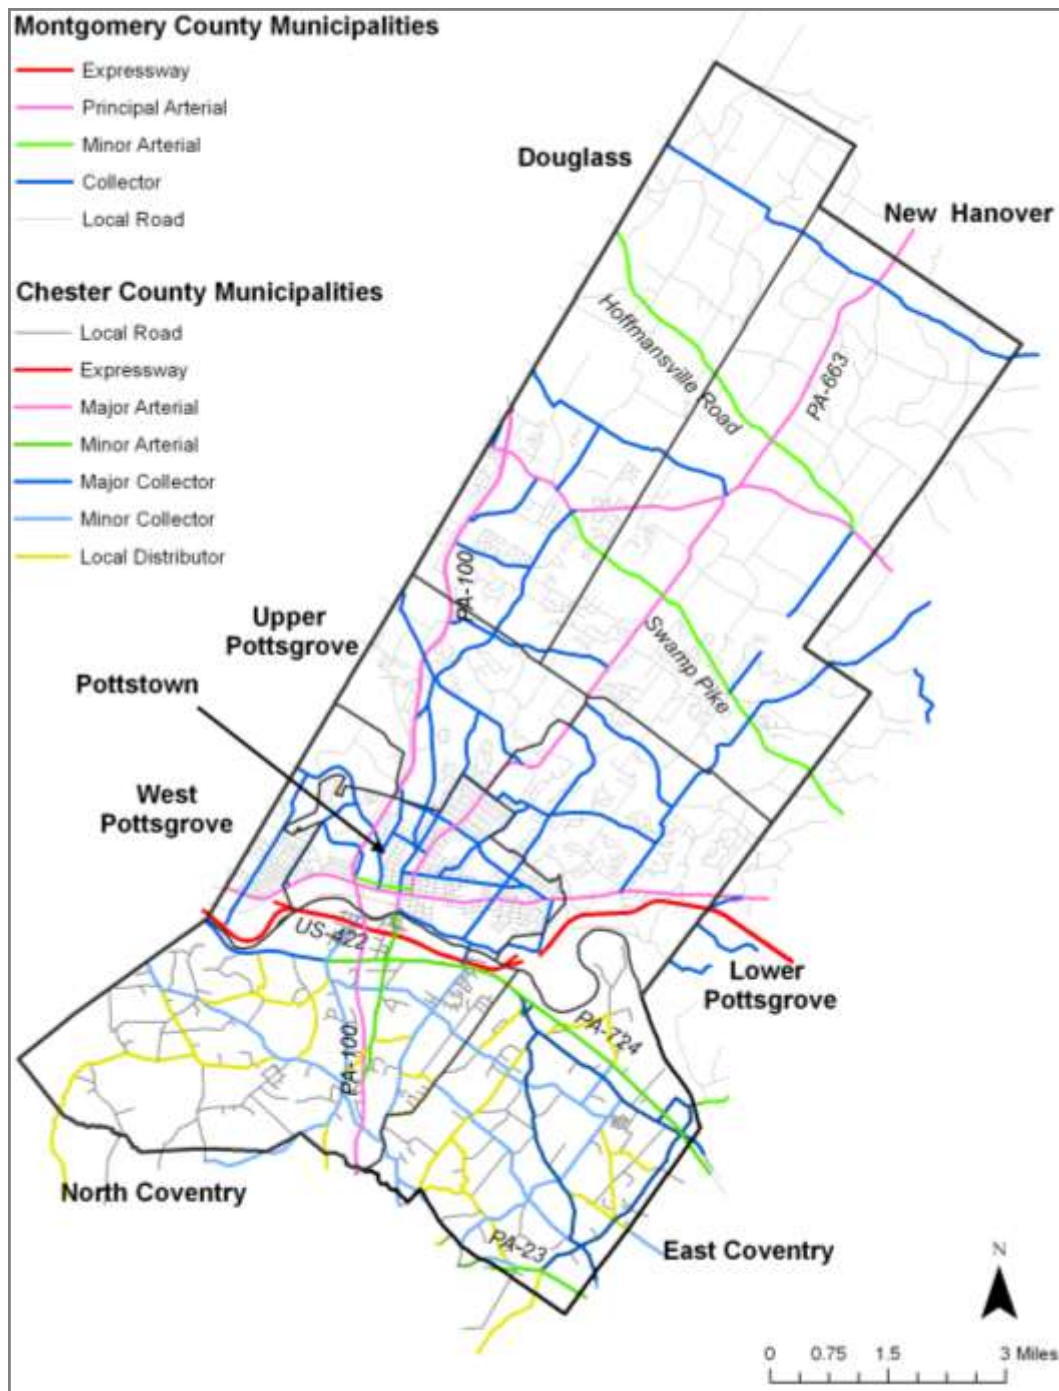 Montgomery County Municipalities
Expressway
Principal Arterial
Minor Arterial
Collector
Local Road
Chester County Municipalities
Local Road
Expressway
Major Arterial
Minor Arterial
Major Collector
Minor Collector
Local Distributor
Douglass
New Hanover
Hoffmansville Road
PA-663
PA-100
Upper
Pottsgrove
Swamp Pike
Pottstown
West
Pottsgrove
US-422
Lower
Pottsgrove
PA-724
PA-100
North Coventry
PA-23
East Coventry
N
0 0.75 1.5 3 Miles